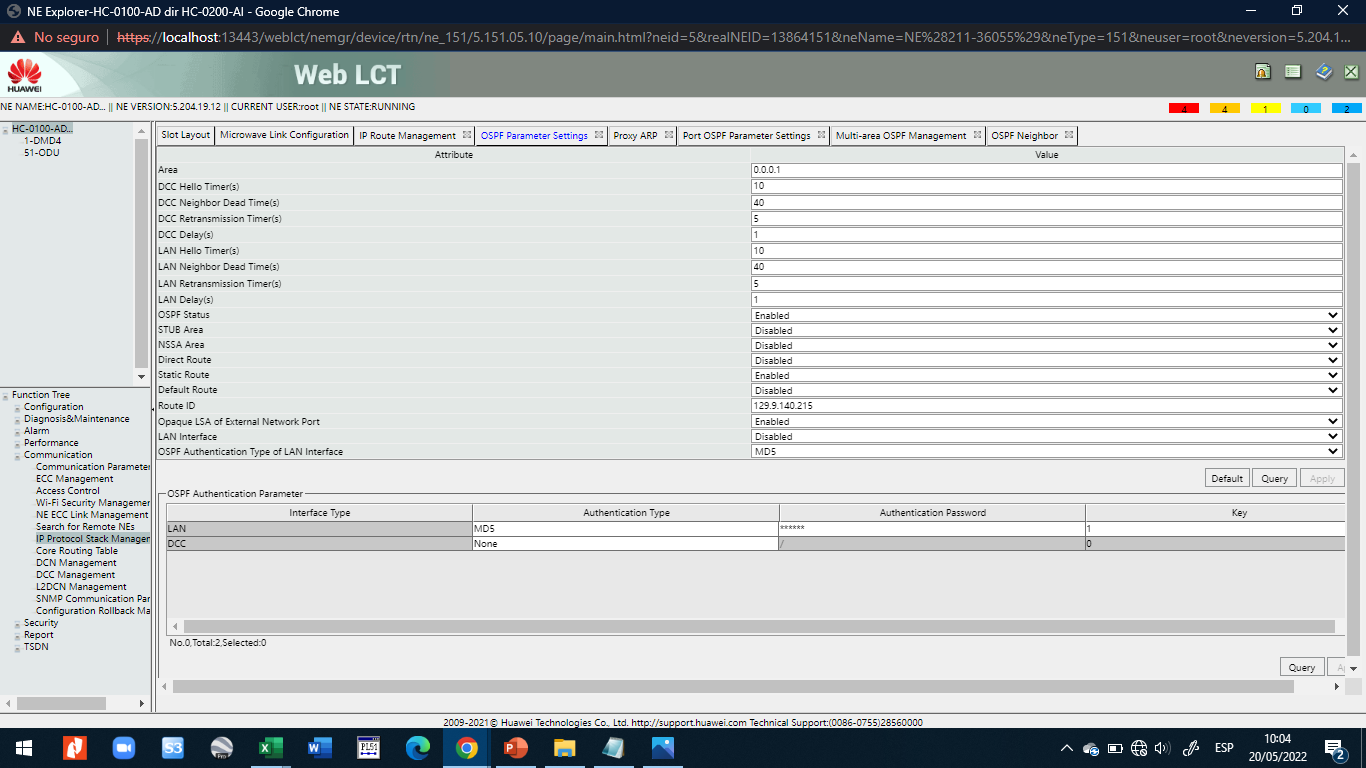 NE Explorer-HC-0100-AD dir HC-0200-AI - Google Chrome
No seguro https://localhost:13443/weblct/nemgr/device/rtn/ne_151/5.151.05.10/page/main.html?neid=5&realNEID=13864151&neName=NE%28211-36055%29&neType=151&neuser=root&neversion=5.204.1...
HUAWEI
Web LCT
NE NAME:HC-0100-AD... || NE VERSION:5.204.19.12 || CURRENT USER:root || NE STATE:RUNNING
4 4 1 0 2
HC-0100-AD...
1-DMD4
51-ODU
Function Tree
Configuration
Diagnosis&Maintenance
Alarm
Performance
Communication
Communication Parameter
ECC Management
Access Control
Wi-Fi Security Managemer
NE ECC Link Management
Search for Remote NEs
IP Protocol Stack Manager
Core Routing Table
DCN Management
DCC Management
L2DCN Management
SNMP Communication Par
Configuration Rollback Ma
Security
Report
TSDN
Slot Layout Microwave Link Configuration IP Route Management OSPF Parameter Settings Proxy ARP Port OSPF Parameter Settings Multi-area OSPF Management OSPF Neighbor
Attribute Value
Area 0.0.0.1
DCC Hello Timer(s) 10
DCC Neighbor Dead Time(s) 40
DCC Retransmission Timer(s) 5
DCC Delay(s) 1
LAN Hello Timer(s) 10
LAN Neighbor Dead Time(s) 40
LAN Retransmission Timer(s) 5
LAN Delay(s) 1
OSPF Status Enabled
STUB Area Disabled
NSSA Area Disabled
Direct Route Disabled
Static Route Enabled
Default Route Disabled
Route ID 129.9.140.215
Opaque LSA of External Network Port Enabled
LAN Interface Disabled
OSPF Authentication Type of LAN Interface MD5
Default Query Apply
OSPF Authentication Parameter
Interface Type Authentication Type Authentication Password Key
LAN MD5 ****** 1
DCC None / 0
No.0,Total:2,Selected:0
Query A
2009-2021© Huawei Technologies Co., Ltd. http://support.huawei.com Technical Support:(0086-0755)28560000
ESP
10:04
20/05/2022
2